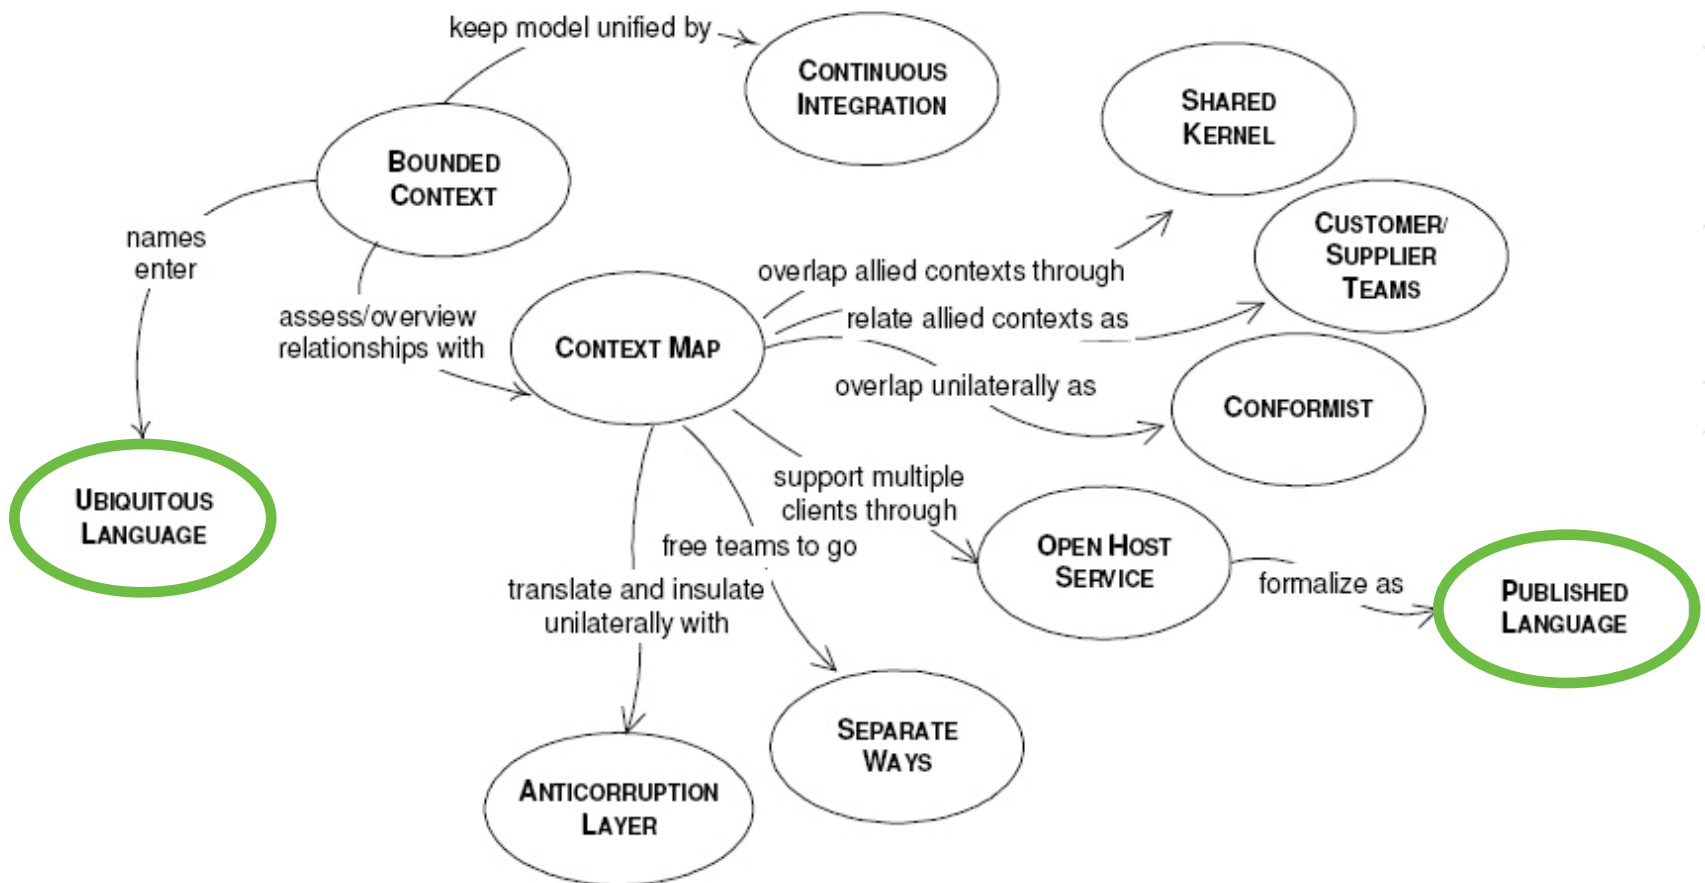 keep model unified by
CONTINUOUS
INTEGRATION
SHARED
KERNEL
BOUNDED
CONTEXT
names
enter
CUSTOMER/
SUPPLIER
TEAMS
overlap allied contexts through
assess/overview
relationships with
relate allied contexts as
CONTEXT MAP
overlap unilaterally as
CONFORMIST
UBIQUITOUS
LANGUAGE
support multiple
clients through
free teams to go
OPEN HOST
SERVICE
formalize as
PUBLISHED
LANGUAGE
translate and insulate
unilaterally with
SEPARATE
WAYS
ANTICORRUPTION
LAYER